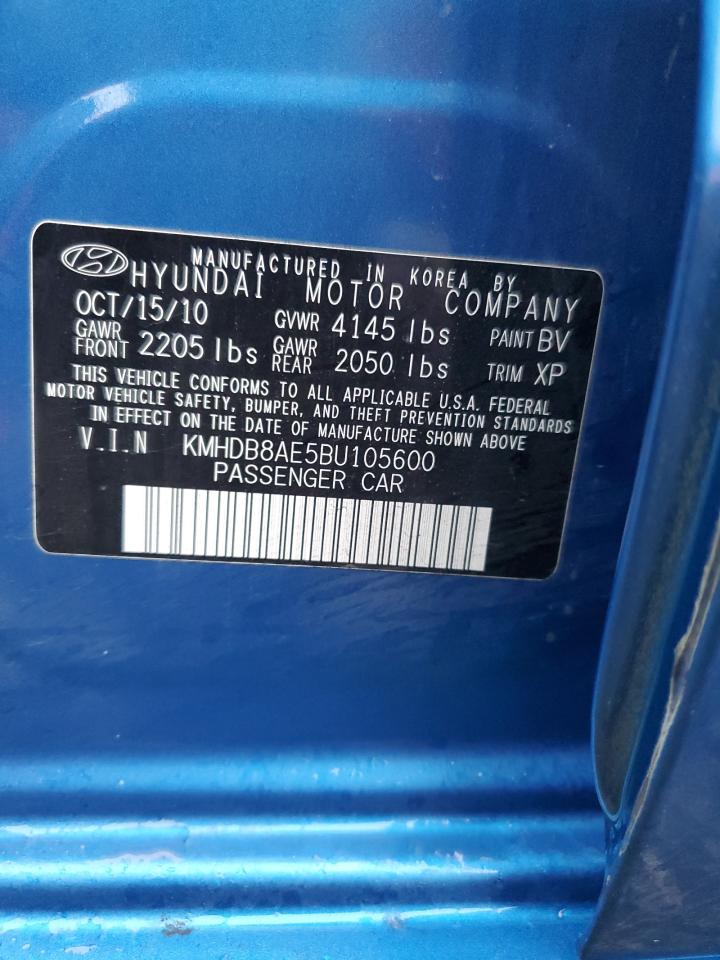 MANUFACTURED IN KOREA BY
HYUNDAI MOTOR COMPANY
OCT/15/10 GVWR 4145 lbs PAINT BV
GAWR FRONT 2205 lbs GAWR REAR 2050 lbs TRIM XP
THIS VEHICLE CONFORMS TO ALL APPLICABLE U.S.A. FEDERAL
MOTOR VEHICLE SAFETY, BUMPER, AND THEFT PREVENTION STANDARDS
IN EFFECT ON THE DATE OF MANUFACTURE SHOWN ABOVE
V.I.N KMHDB8AE5BU105600
PASSENGER CAR